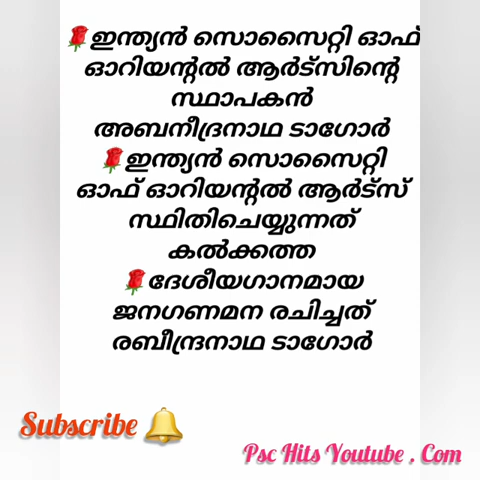 🌹ഇന്ത്യൻ സൊസൈറ്റി ഓഫ്
ഓറിയന്റൽ ആർട്സിന്റെ
സ്ഥാപകൻ
അബനീദ്രനാഥ ടാഗോർ
🌹ഇന്ത്യൻ സൊസൈറ്റി
ഓഫ് ഓറിയന്റൽ ആർട്സ്
സ്ഥിതിചെയ്യുന്നത്
കൽക്കത്ത
🌹ദേശീയഗാനമായ
ജനഗണമന രചിച്ചത്
രബീന്ദ്രനാഥ ടാഗോർ
Subscribe 🔔
Psc Hits Youtube . Com